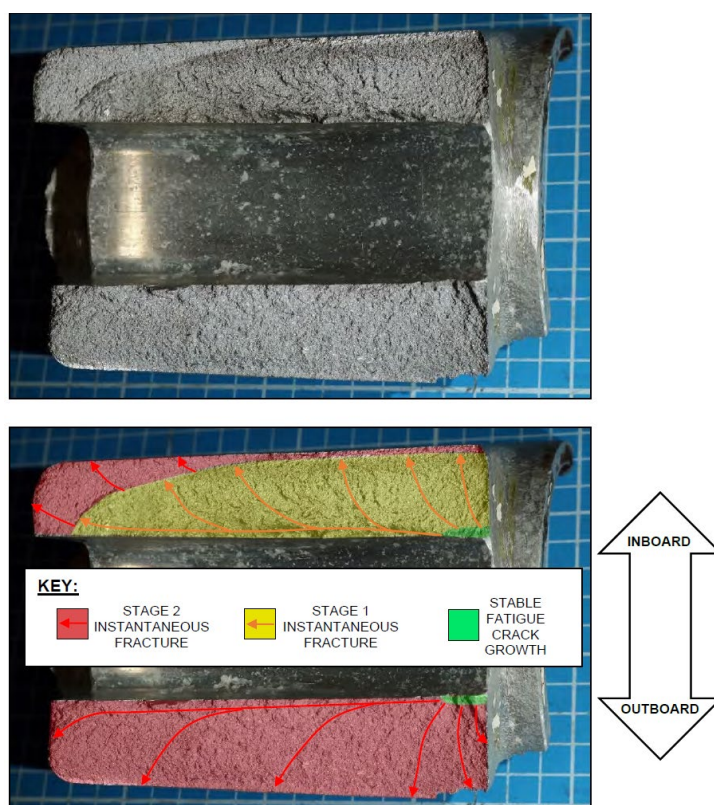 INBOARD
KEY:
STAGE 2
INSTANTANEOUS
FRACTURE
STAGE 1
INSTANTANEOUS
FRACTURE
STABLE
FATIGUE
CRACK
GROWTH
OUTBOARD